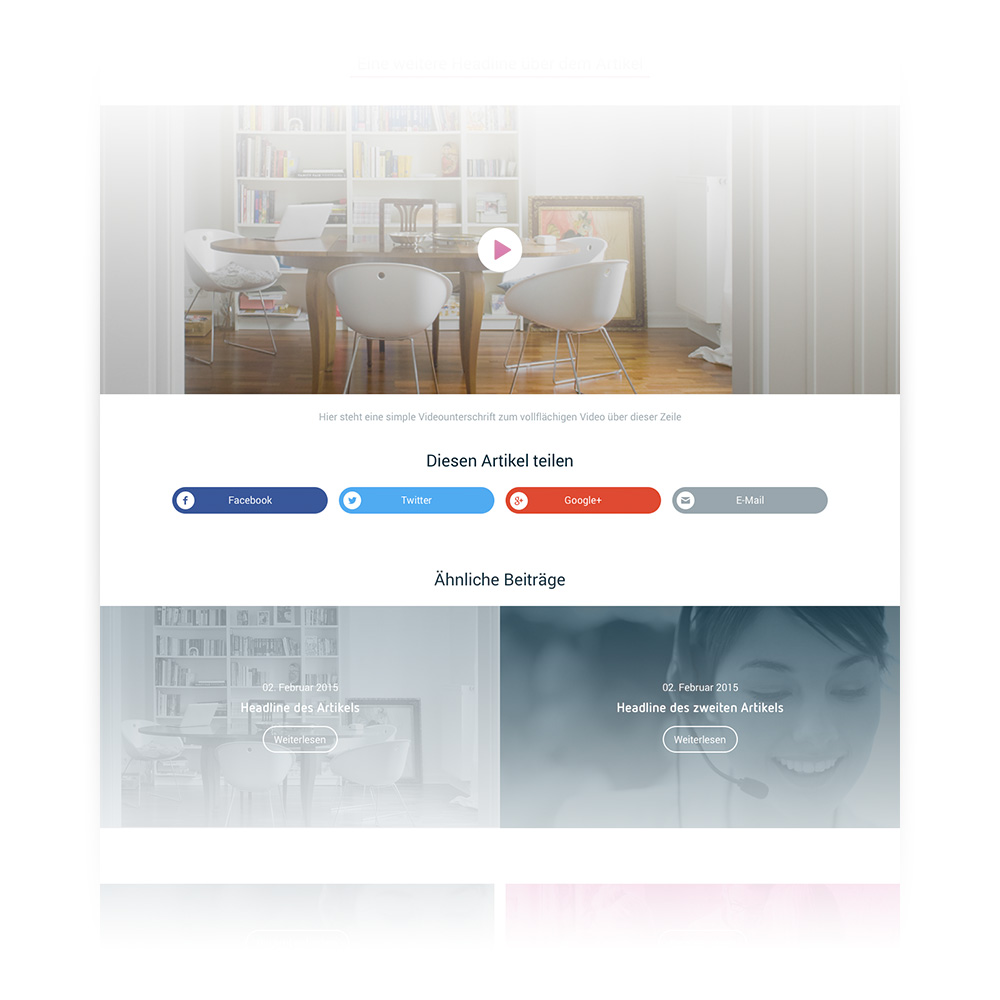 Eine weitere Headline über dem Artikel
Hier steht eine simple Videounterschrift zum vollflächigen Video über dieser Zeile
Diesen Artikel teilen
Facebook
Twitter
Google+
E-Mail
Ähnliche Beiträge
02. Februar 2015
Headline des Artikels
Weiterlesen
02. Februar 2015
Headline des zweiten Artikels
Weiterlesen